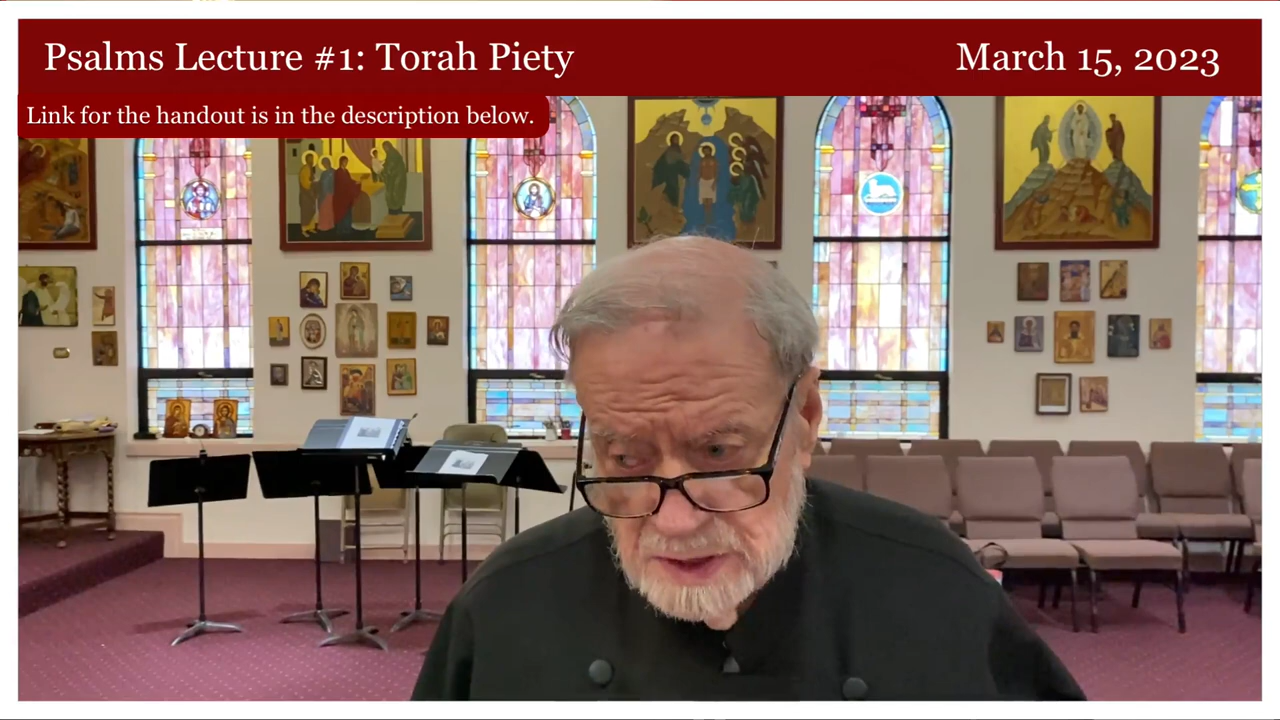 Psalms Lecture #1: Torah Piety
March 15, 2023
Link for the handout is in the description below.